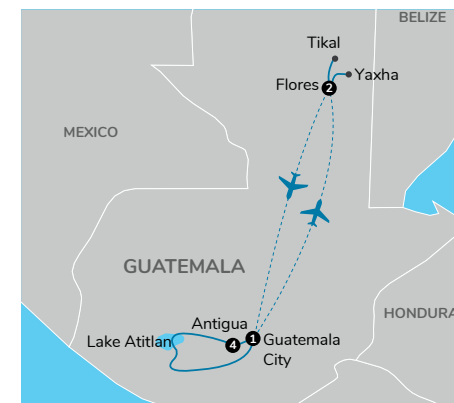 BELIZE
Tikal
Yaxha
Flores
2
MEXICO
GUATEMALA
HONDURA
Antigua
Lake Atitlan
4
1
Guatemala
City